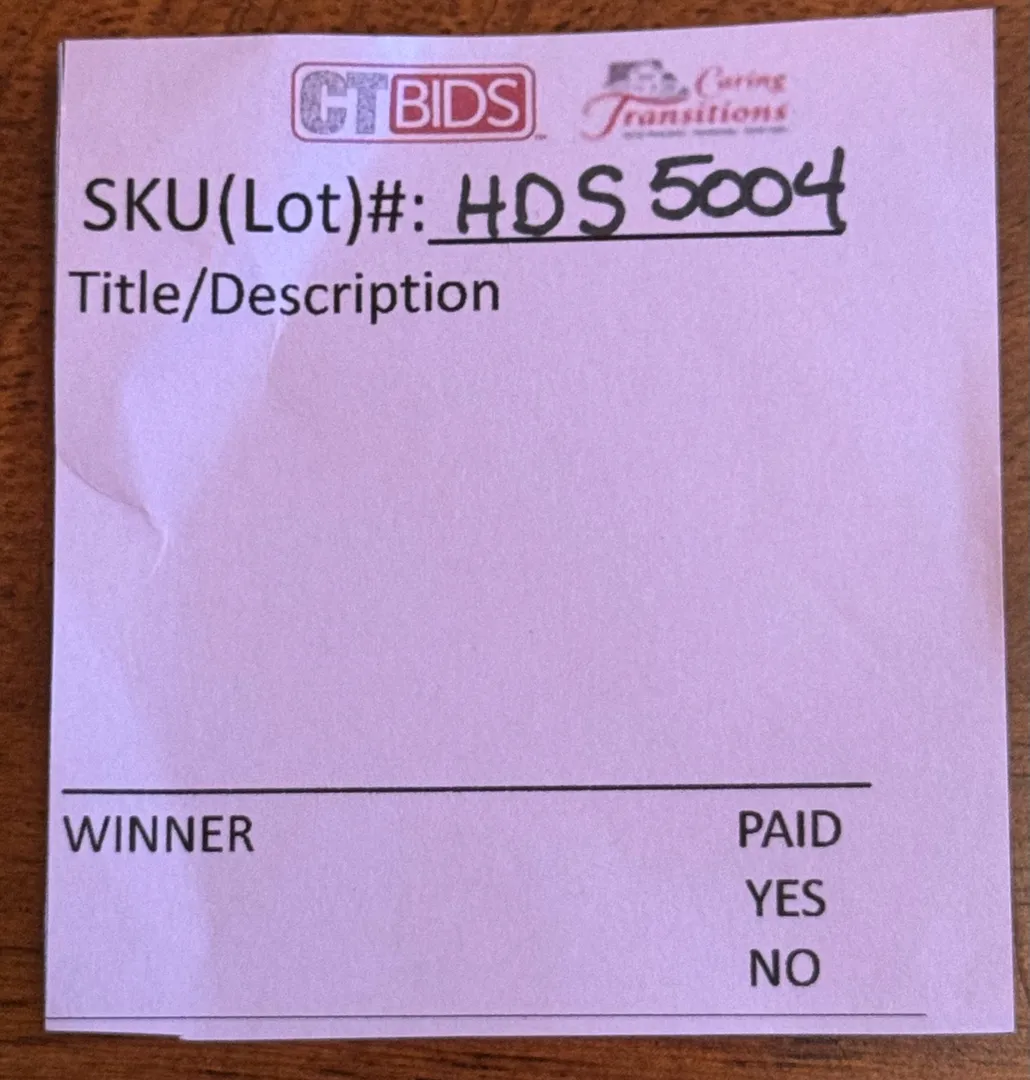 CTBIDS
Caring
Transitions
SKU(Lot)#: HDS 5004
Title/Description
WINNER
PAID
YES
NO